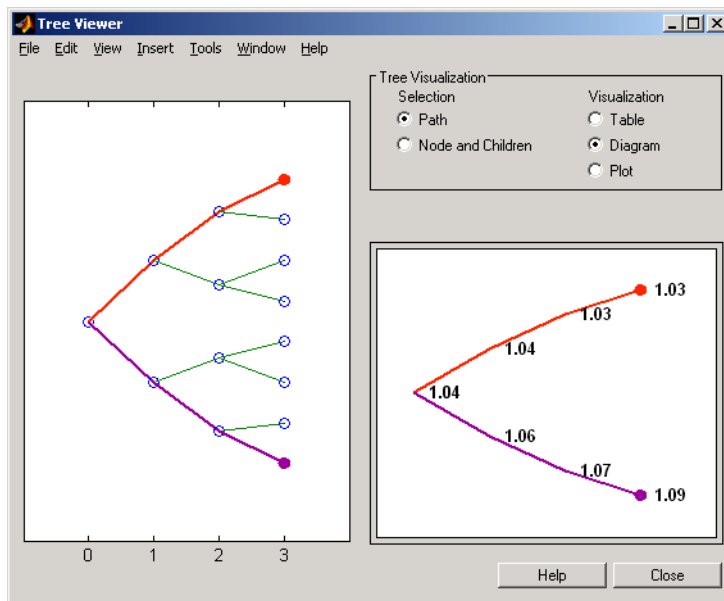 Tree Viewer
File Edit View Insert Tools Window Help
Tree Visualization
Selection
Visualization
Path
Table
Node and Children
Diagram
Plot
1.03
1.03
1.04
1.04
1.06
1.07
1.09
0 1 2 3
Help
Close